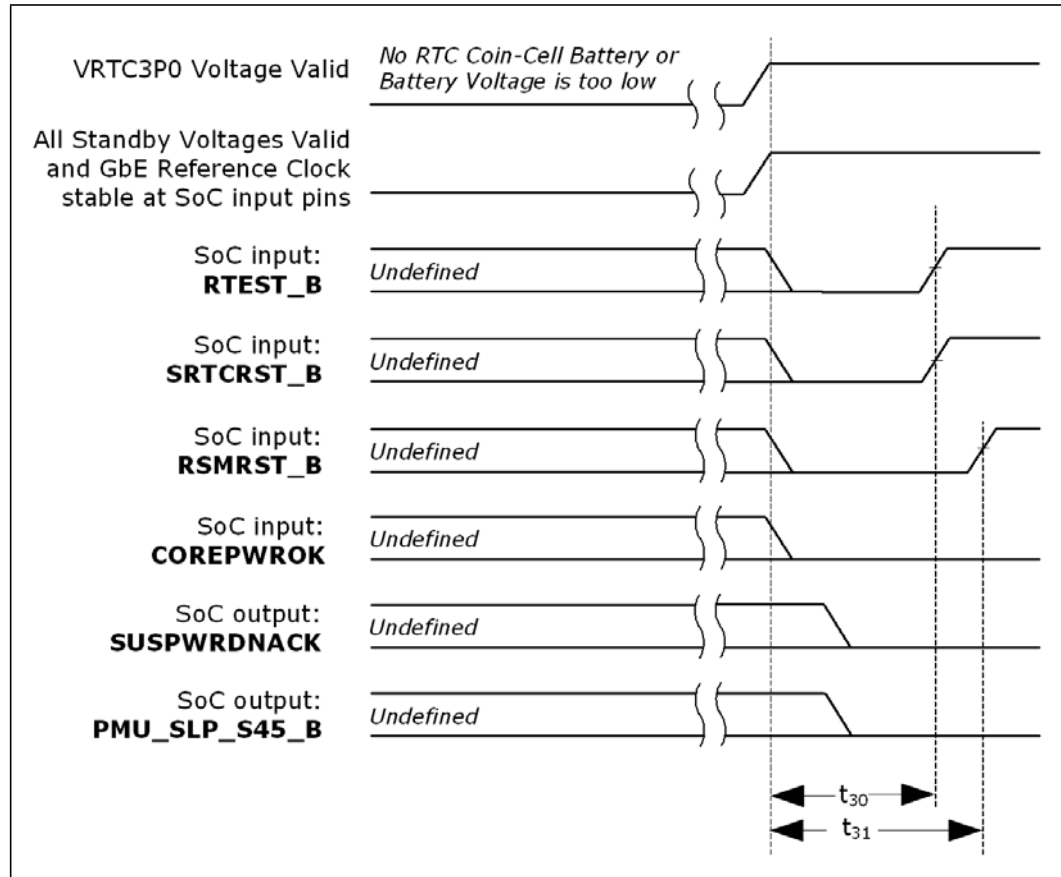 VRTC3P0 Voltage Valid
No RTC Coin-Cell Battery or
Battery Voltage is too low
All Standby Voltages Valid
and GbE Reference Clock
stable at SoC input pins
SoC input:
RTEST_B
Undefined
SoC input:
SRTCRST_B
Undefined
SoC input:
RSMRST_B
Undefined
SoC input:
COREPWROK
Undefined
SoC output:
SUSPWRDNACK
Undefined
SoC output:
PMU_SLP_S45_B
Undefined
t30
t31